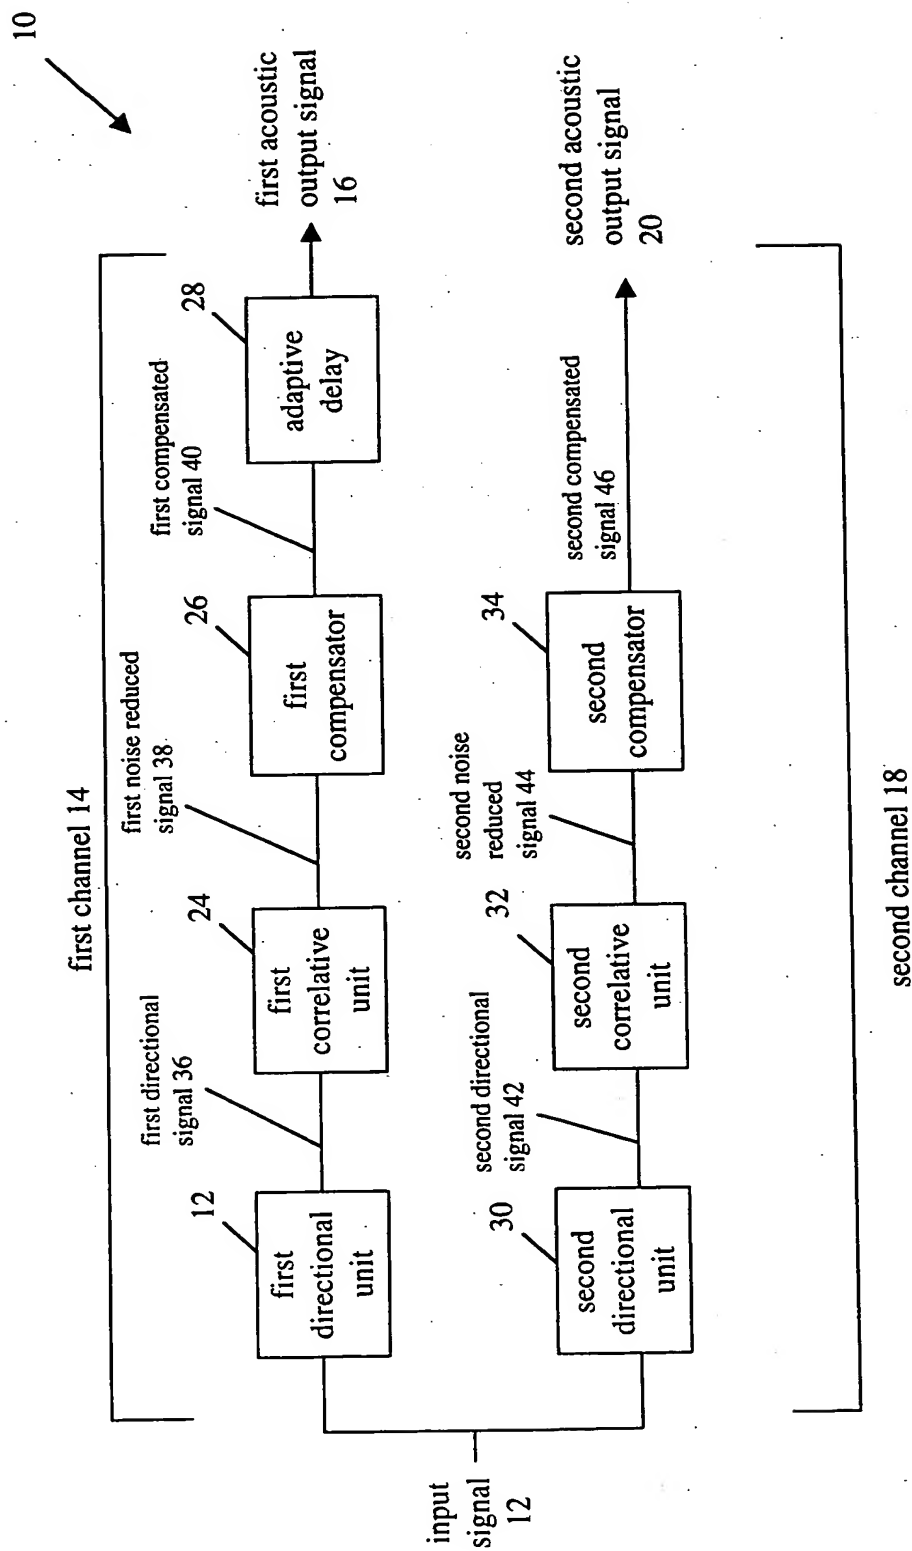 10
first channel 14
first directional
signal 36
first noise reduced
signal 38
first compensated
signal 40
12
24
26
28
first
directional
unit
first
correlative
unit
first
compensator
adaptive
delay
first acoustic
output signal
16
input
signal
12
second directional
signal 42
second noise
reduced
signal 44
second compensated
signal 46
30
32
34
second
directional
unit
second
correlative
unit
second
compensator
second acoustic
output signal
20
second channel 18